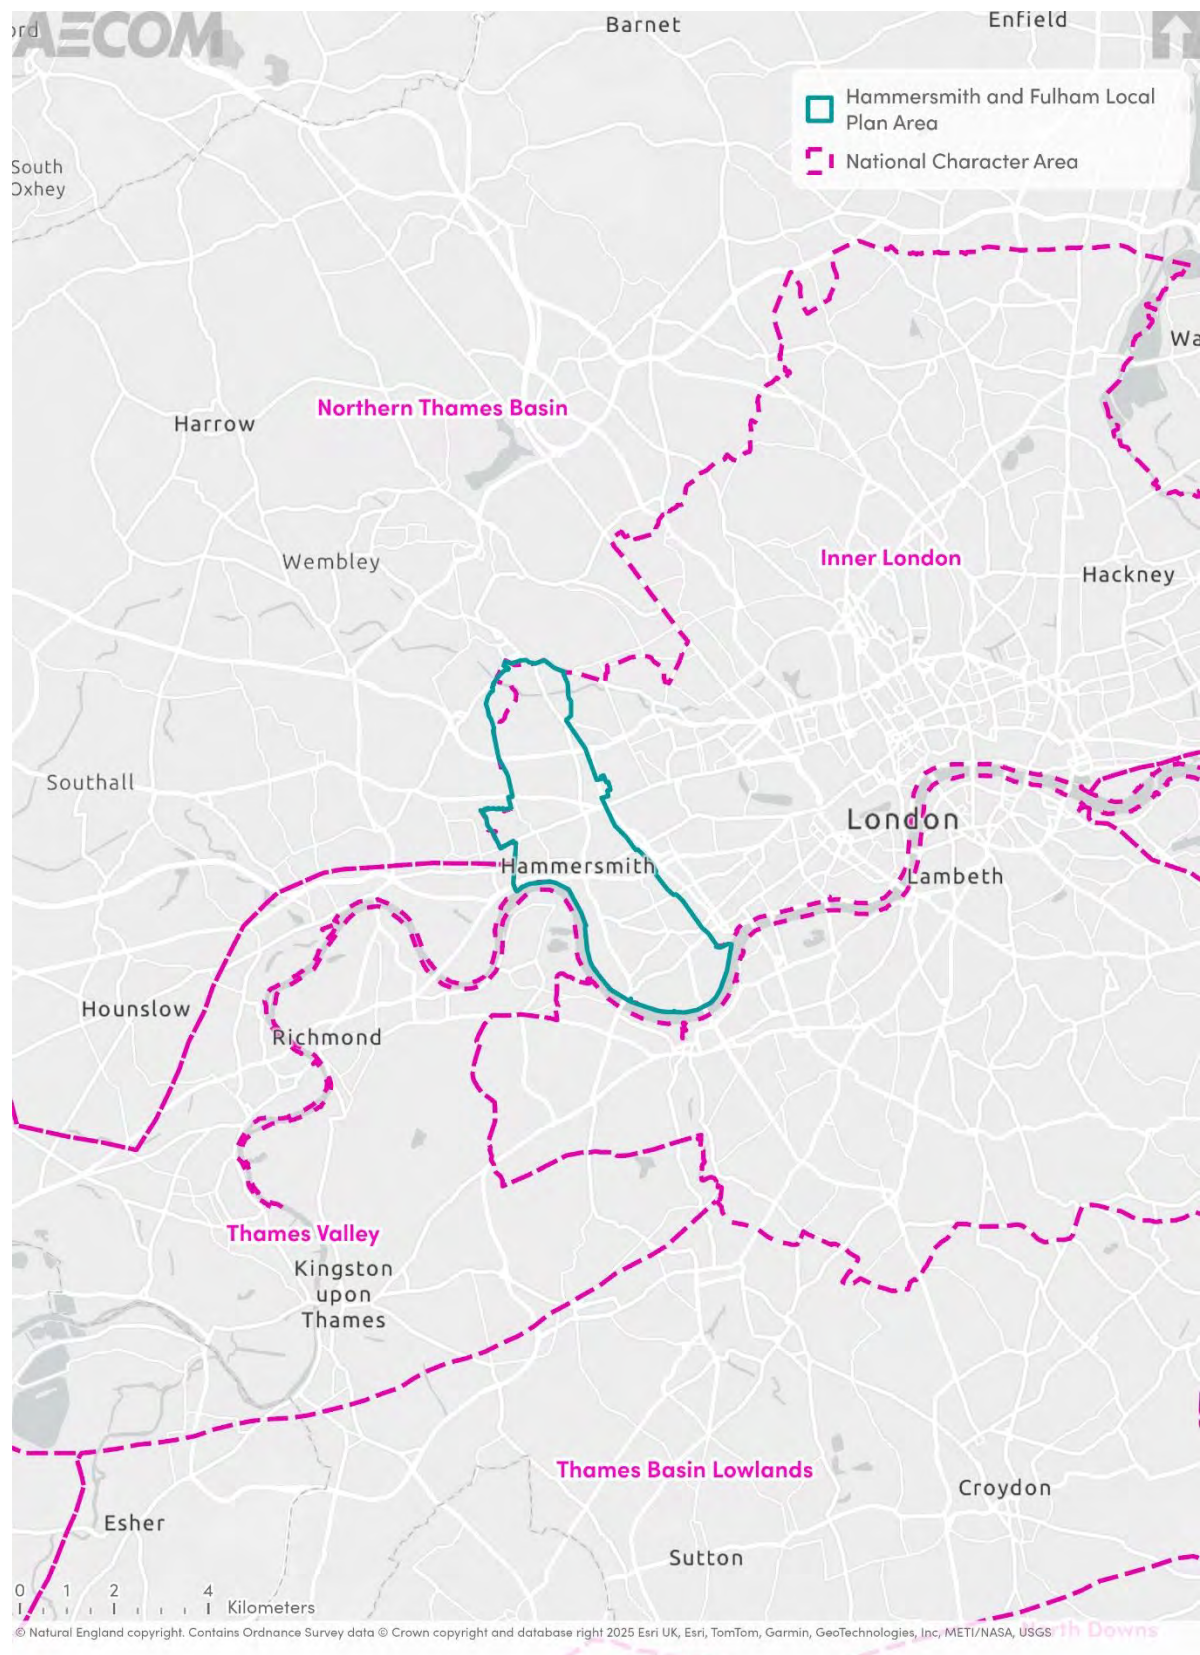 AECOM
Barnet
Enfield
Hammersmith and Fulham Local
Plan Area
National Character Area
South
Oxhey
Northern Thames Basin
Harrow
Wembley
Inner London
Hackney
Southall
London
Hammersmith
Lambeth
Hounslow
Richmond
Thames Valley
Kingston
upon
Thames
Thames Basin Lowlands
Croydon
Esher
Sutton
0 1 2 4
Kilometers
© Natural England copyright. Contains Ordnance Survey data © Crown copyright and database right 2025 Esri UK, Esri, TomTom, Garmin, GeoTechnologies, Inc, METI/NASA, USGS
Downs